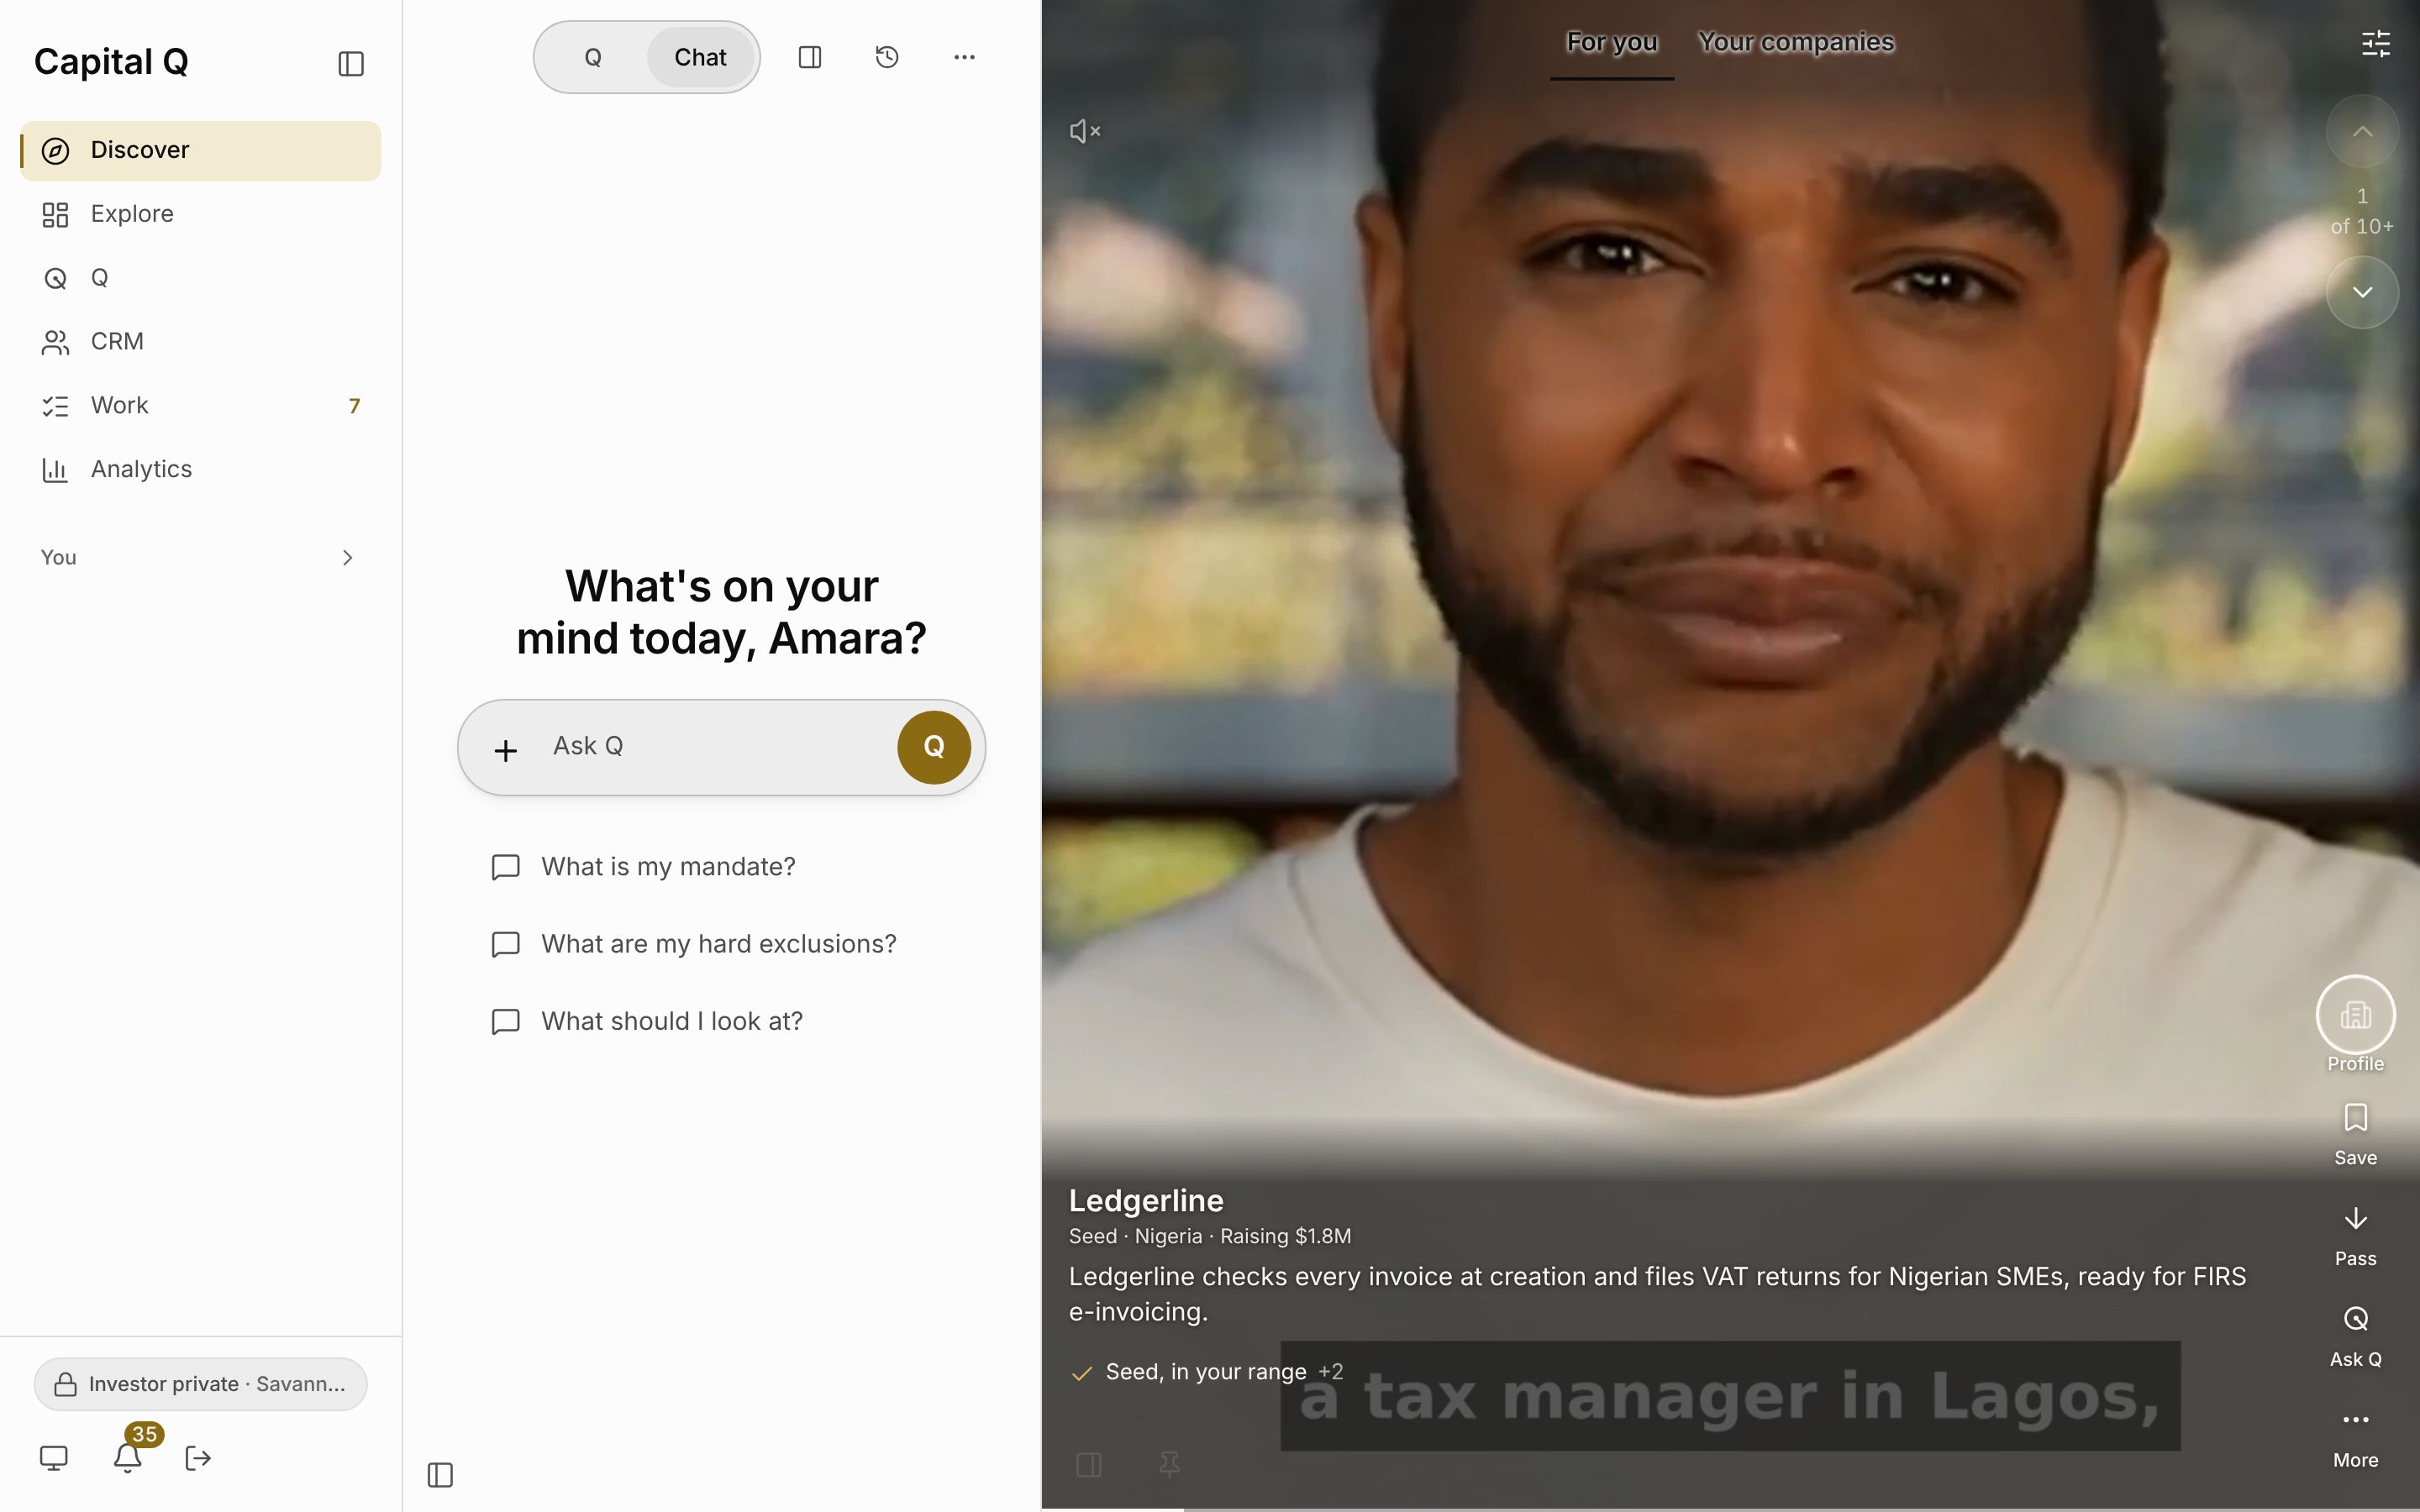 Capital Q
Discover
Explore
Q
CRM
Work 7
Analytics
You
Investor private · Savann...
35
Q Chat
What's on your
mind today, Amara?
Ask Q Q
What is my mandate?
What are my hard exclusions?
What should I look at?
For you Your companies
1
of 10+
Profile
Save
Pass
Ask Q
More
Ledgerline
Seed · Nigeria · Raising $1.8M
Ledgerline checks every invoice at creation and files VAT returns for Nigerian SMEs, ready for FIRS
e-invoicing.
Seed, in your range +2
a tax manager in Lagos,